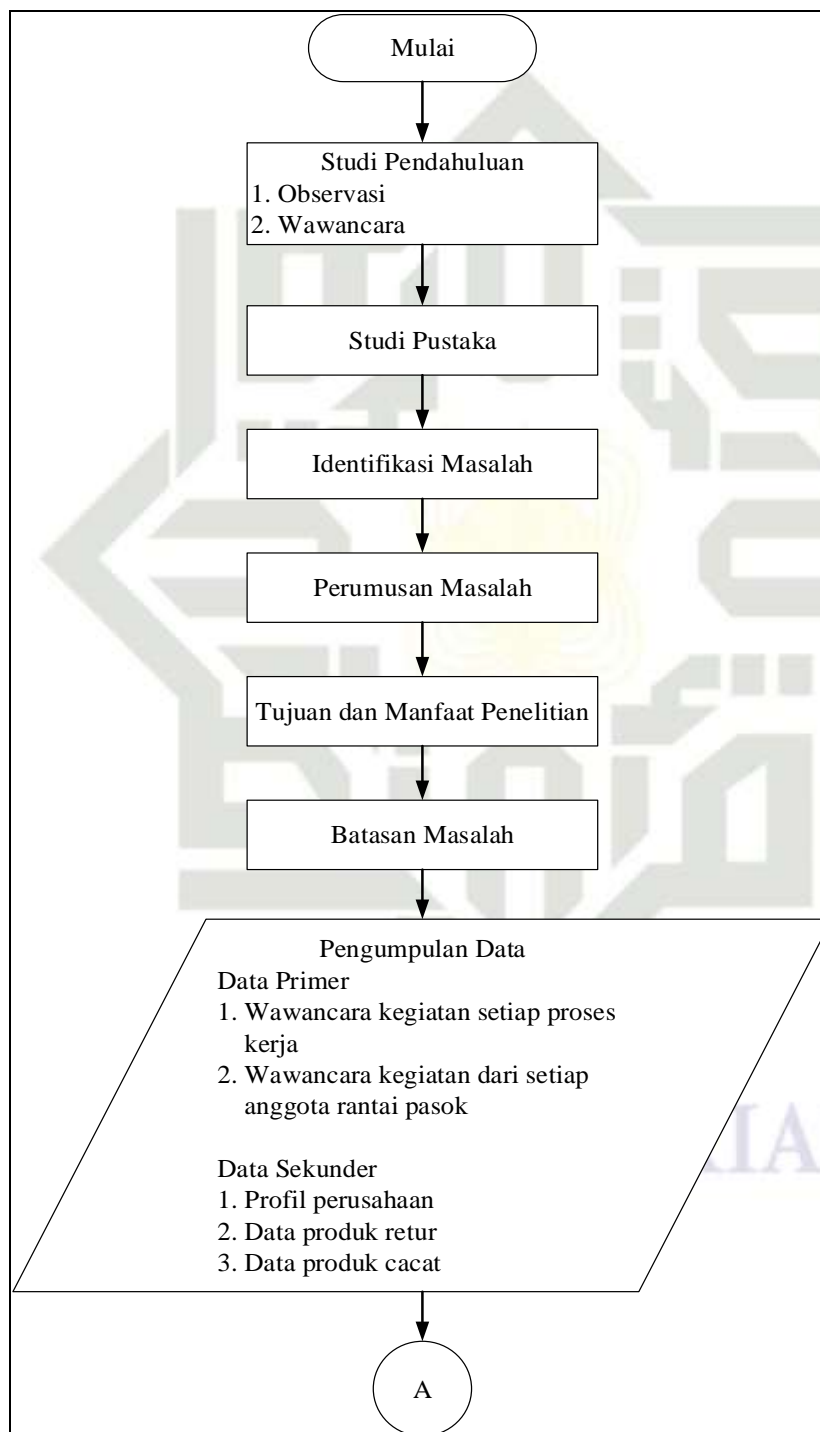 Mulai
Studi Pendahuluan
1. Observasi
2. Wawancara
Studi Pustaka
Identifikasi Masalah
Perumusan Masalah
Tujuan dan Manfaat Penelitian
Batasan Masalah
Pengumpulan Data
Data Primer
1. Wawancara kegiatan setiap proses
kerja
2. Wawancara kegiatan dari setiap
anggota rantai pasok
Data Sekunder
1. Profil perusahaan
2. Data produk retur
3. Data produk cacat
A